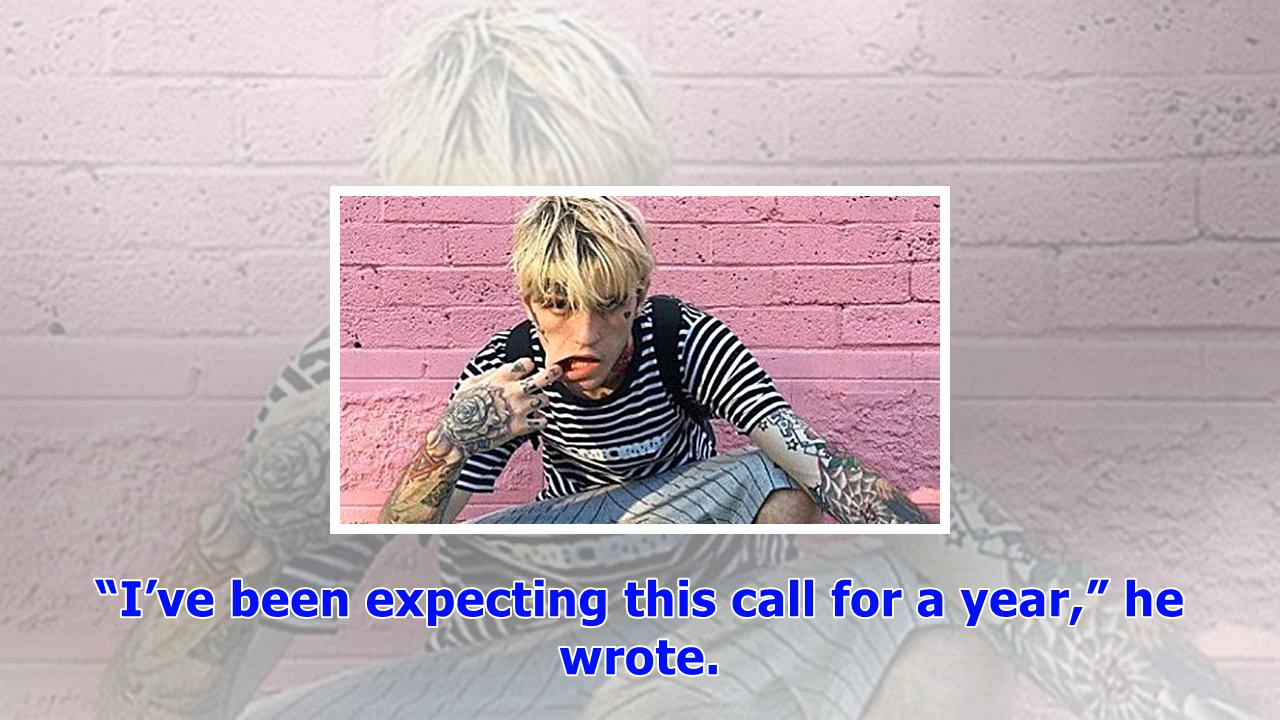 “I’ve been expecting this call for a year,” he
wrote.